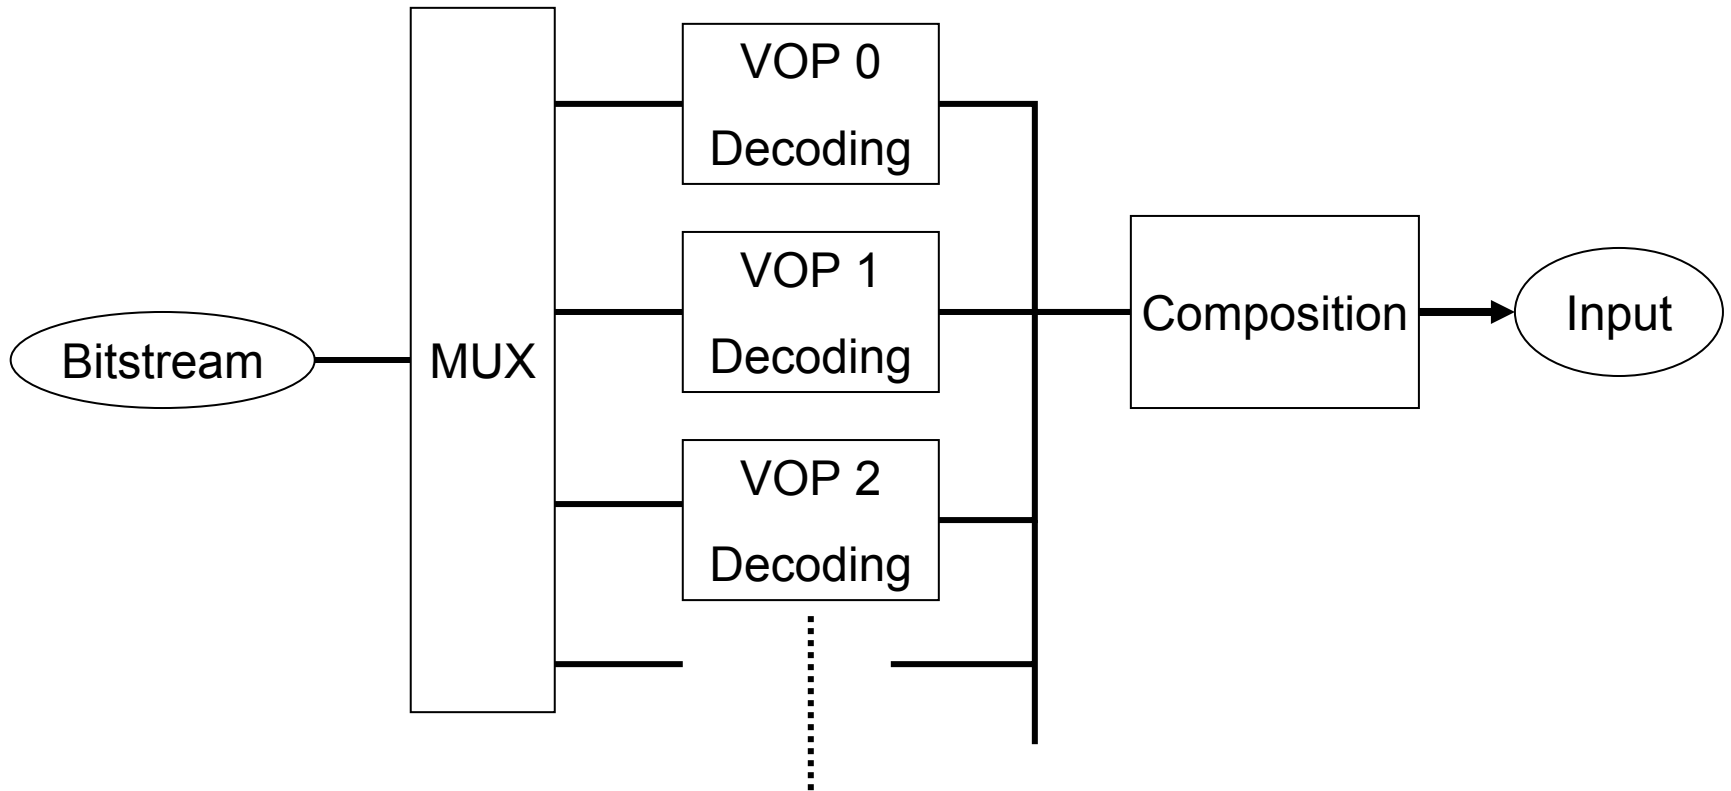 Bitstream
MUX
VOP 0
Decoding
VOP 1
Decoding
VOP 2
Decoding
Composition
Input